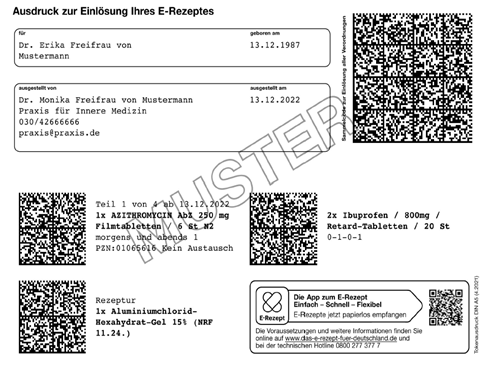 Ausdruck zur Einlösung Ihres E-Rezeptes
für
geboren am
Dr. Erika Freifrau von
13.12.1987
Mustermann
ausgestellt von
ausgestellt am
Dr. Monika Freifrau von Mustermann
13.12.2022
Praxis für Innere Medizin
030/42666666
praxis@praxis.de
Sammelcode zur Einlösung aller Verordnungen
MUSTER
Teil 1 von 4 ab 13.12.2022
1x AZITHROMYCIN AbZ 250 mg
Filmtabletten / 6 St N2
morgens und abends 1
PZN:01065616 Kein Austausch
2x Ibuprofen / 800mg /
Retard-Tabletten / 20 St
0-1-0-1
Rezeptur
1x Aluminiumchlorid-
Hexahydrat-Gel 15% (NRF
11.24.)
E-Rezept
Die App zum E-Rezept
Einfach – Schnell – Flexibel
E-Rezepte jetzt papierlos empfangen
Die Voraussetzungen und weitere Informationen finden Sie
online auf www.das-e-rezept-fuer-deutschland.de und
bei der technischen Hotline 0800 277 377 7
Tokenausdruck DIN A5 (4.2021)